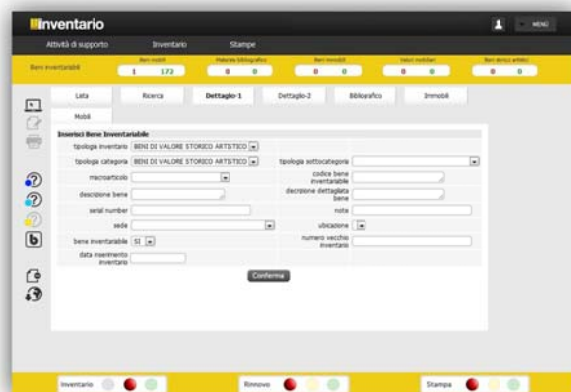 inventario
MENÙ
Attività di supporto Inventario Stampe
Beni mobili Materiale bibliografico Beni immobili Valori mobiliari Beni storico artistici
Beni inventariabili
1 172 0 0 0 0 0 0 0 0
Lista Ricerca Dettaglio-1 Dettaglio-2 Bibliografico Immobili
Mobili
Inserisci Bene Inventariabile
tipologia inventario BENI DI VALORE STORICO ARTISTICO
tipologia categoria BENI DI VALORE STORICO ARTISTICO tipologia sottocategoria
macroarticolo codice bene
inventariabile
descizione bene decrizione dettagliata
bene
serial number note
sede ubicazione
bene inventariabile SI numero vecchio
inventario
data inserimento
inventario
Conferma
Inventario Rinnovo Stampa